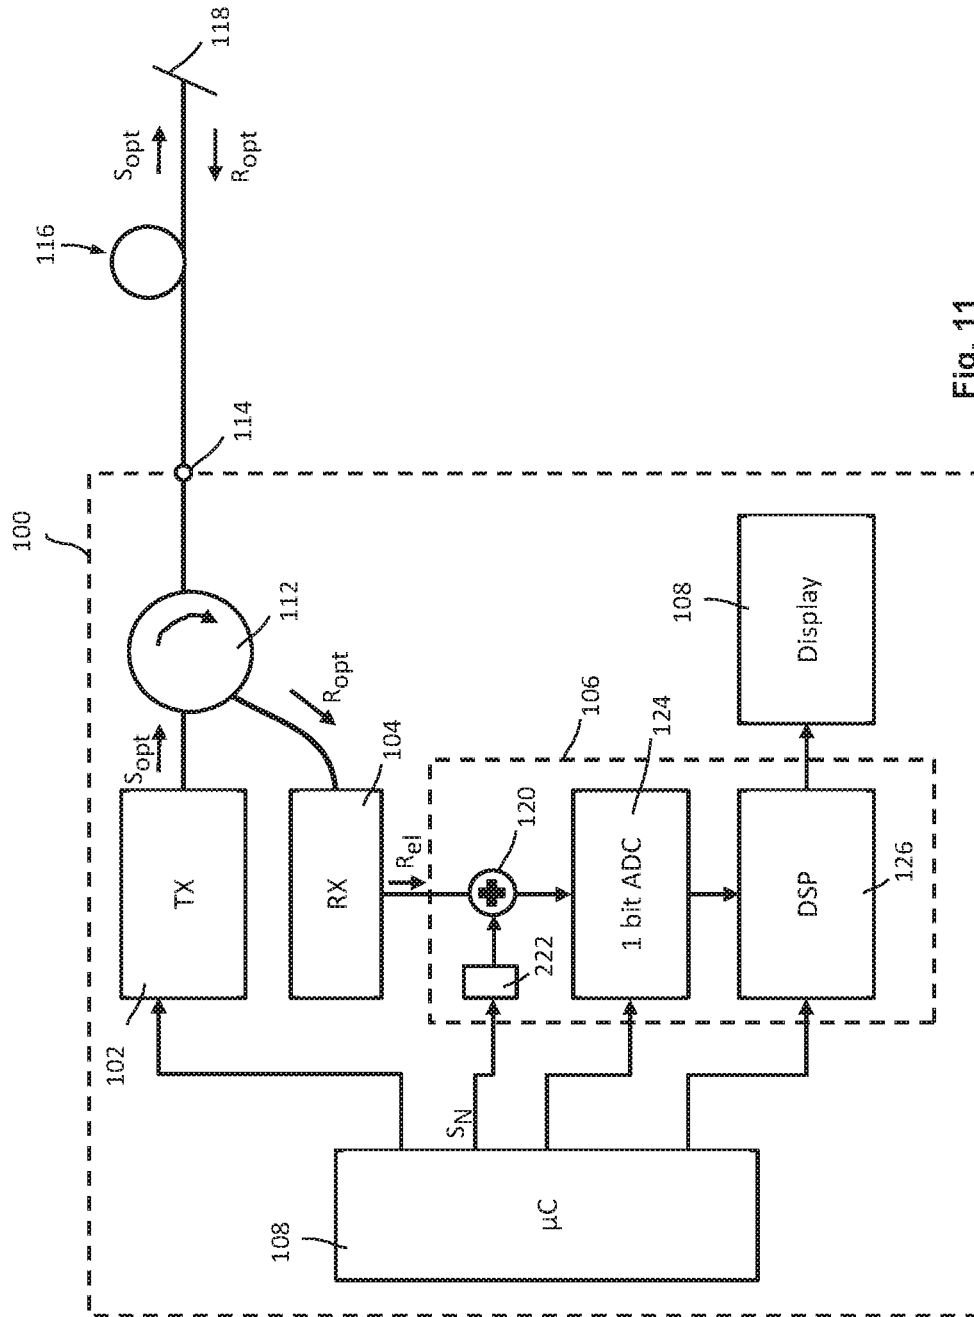 100
102
TX
S_opt
112
114
116
S_opt
R_opt
118
R_opt
RX
104
R_el
106
108
µC
S_N
222
120
1 bit ADC
124
DSP
126
108
Display
Fig. 11